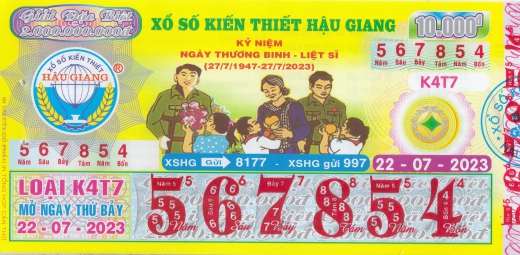 Giải Đặc Biệt
2.000.000.000đ
XỔ SỐ KIẾN THIẾT HẬU GIANG
10.000đ
KỶ NIỆM
NGÀY THƯƠNG BINH - LIỆT SĨ
(27/7/1947-27/7/2023)
5 6 7 8 5 4
Năm Sáu Bảy Tám Năm Bốn
K4T7
XỔ SỐ KIẾN THIẾT
HẬU GIANG
®
5 6 7 8 5 4
Năm Sáu Bảy Tám Năm Bốn
XSHG Gửi 8177 - XSHG gửi 997
22 - 07 - 2023
LOẠI K4T7
MỞ NGÀY THỨ BẢY
22 - 07 - 2023
5 6 7 8 5 4
Năm Sáu Bảy Tám Năm Bốn